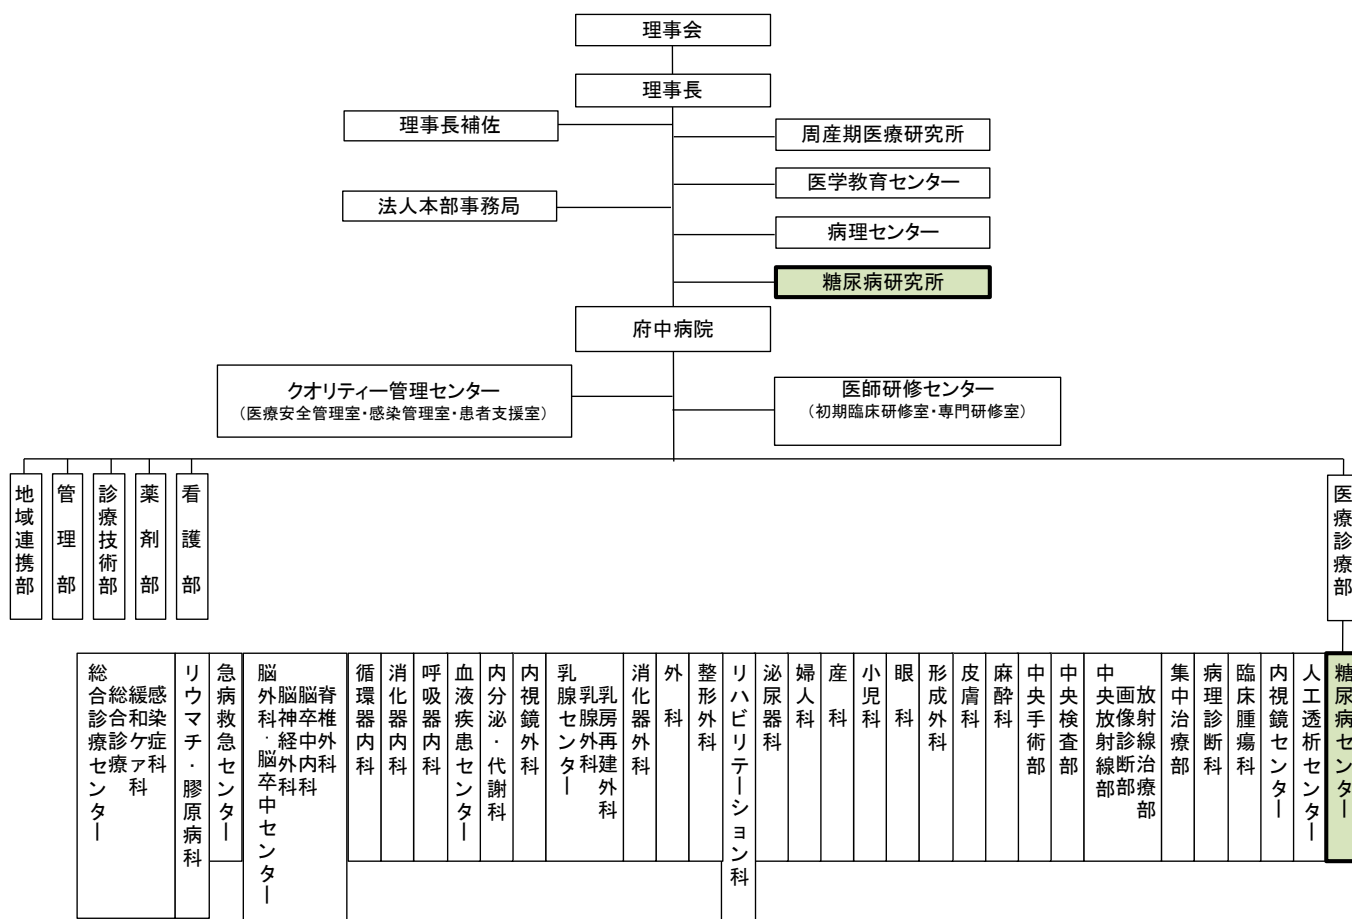 理事会
理事長
理事長補佐
周産期医療研究所
医学教育センター
法人本部事務局
病理センター
糖尿病研究所
府中病院
クオリティー管理センター
（医療安全管理室・感染管理室・患者支援室）
医師研修センター
（初期臨床研修室・専門研修室）
地域連携部
管理部
診療技術部
薬剤部
看護部
医療診療部
総合診療センター
総合診療
緩和ケア科
感染症科
リウマチ・膠原病科
急病救急センター
脳外科・脳卒中センター
脳神経外科
脳卒中内科
脊椎外科
循環器内科
消化器内科
呼吸器内科
血液疾患センター
内分泌・代謝科
内視鏡外科
乳腺センター
乳腺外科
乳房再建外科
消化器外科
外科
整形外科
リハビリテーション科
泌尿器科
婦人科
産科
小児科
眼科
形成外科
皮膚科
麻酔科
中央手術部
中央検査部
中央放射線部
画像診断部
放射線治療部
集中治療部
病理診断科
臨床腫瘍科
内視鏡センター
人工透析センター
糖尿病センター